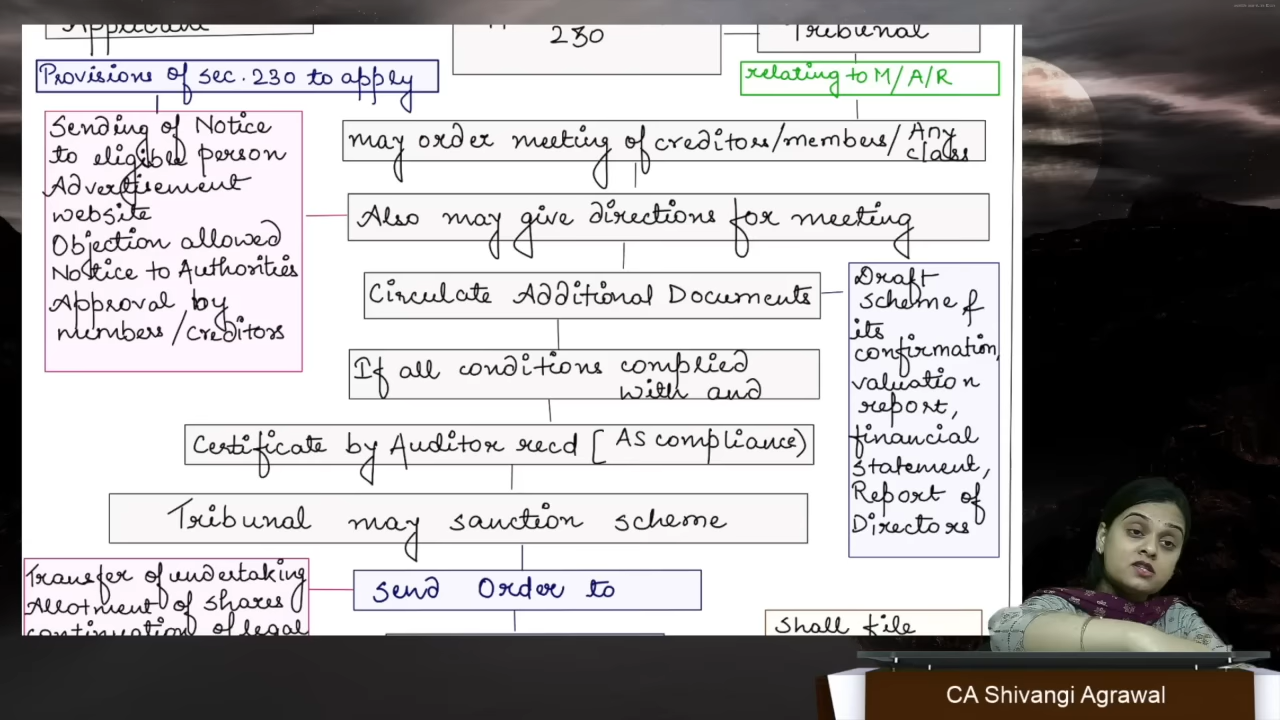 Applicant
230
Tribunal
Provisions of sec. 230 to apply
relating to M/A/R
Sending of Notice
to eligible person
Advertisement
website
Objection allowed
Notice to Authorities
Approval by
members/creditors
may order meeting of creditors/members/Any
class
Also may give directions for meeting
Circulate Additional Documents
Draft
scheme &
its
confirmation,
valuation
report,
financial
statement,
Report of
Directors
If all conditions complied
with and
Certificate by Auditor recd [AS compliance)
Tribunal may sanction scheme
Transfer of undertaking
Allotment of shares
continuation of legal
Send Order to
Shall file
CA Shivangi Agrawal